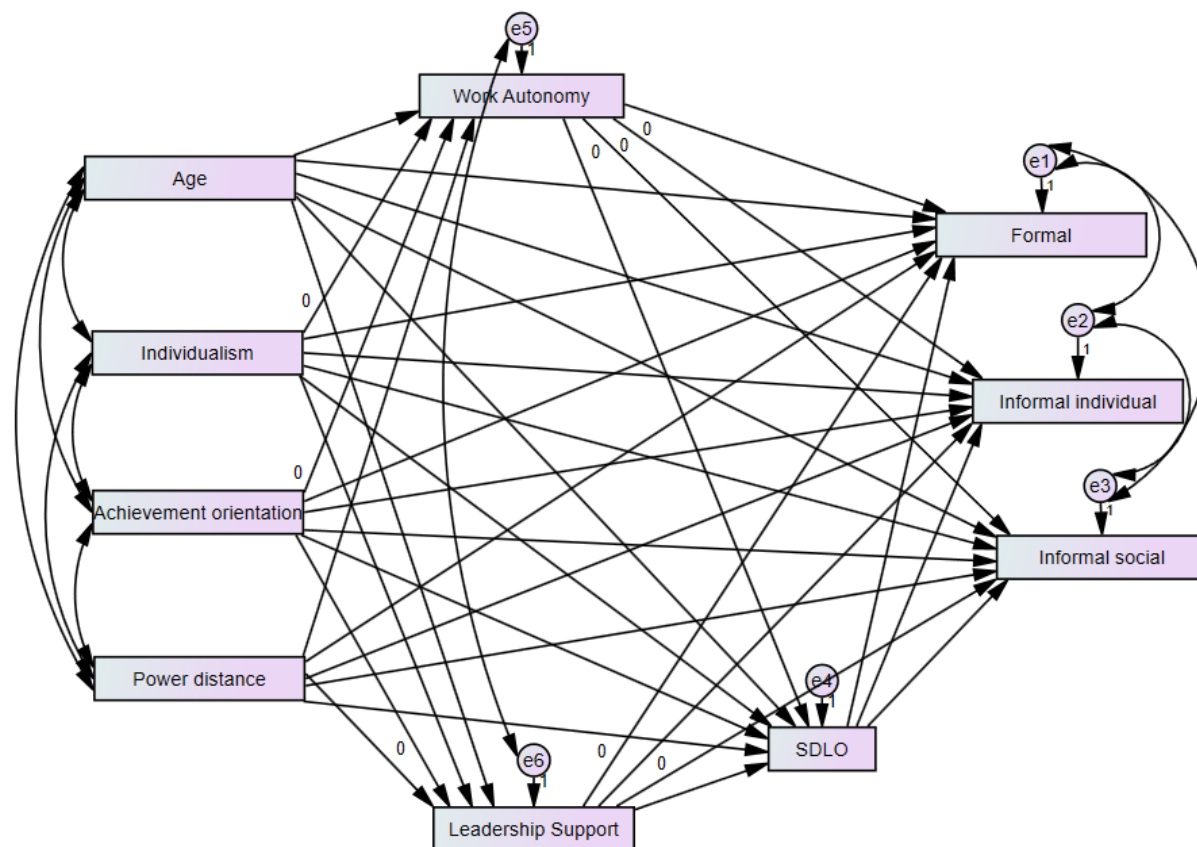 e5
1
Work Autonomy
0
0
0
e1
1
Age
Formal
0
e2
1
Individualism
Informal individual
0
e3
1
Achievement orientation
Informal social
Power distance
e4
1
SDLO
0
0
0
e6
1
Leadership Support